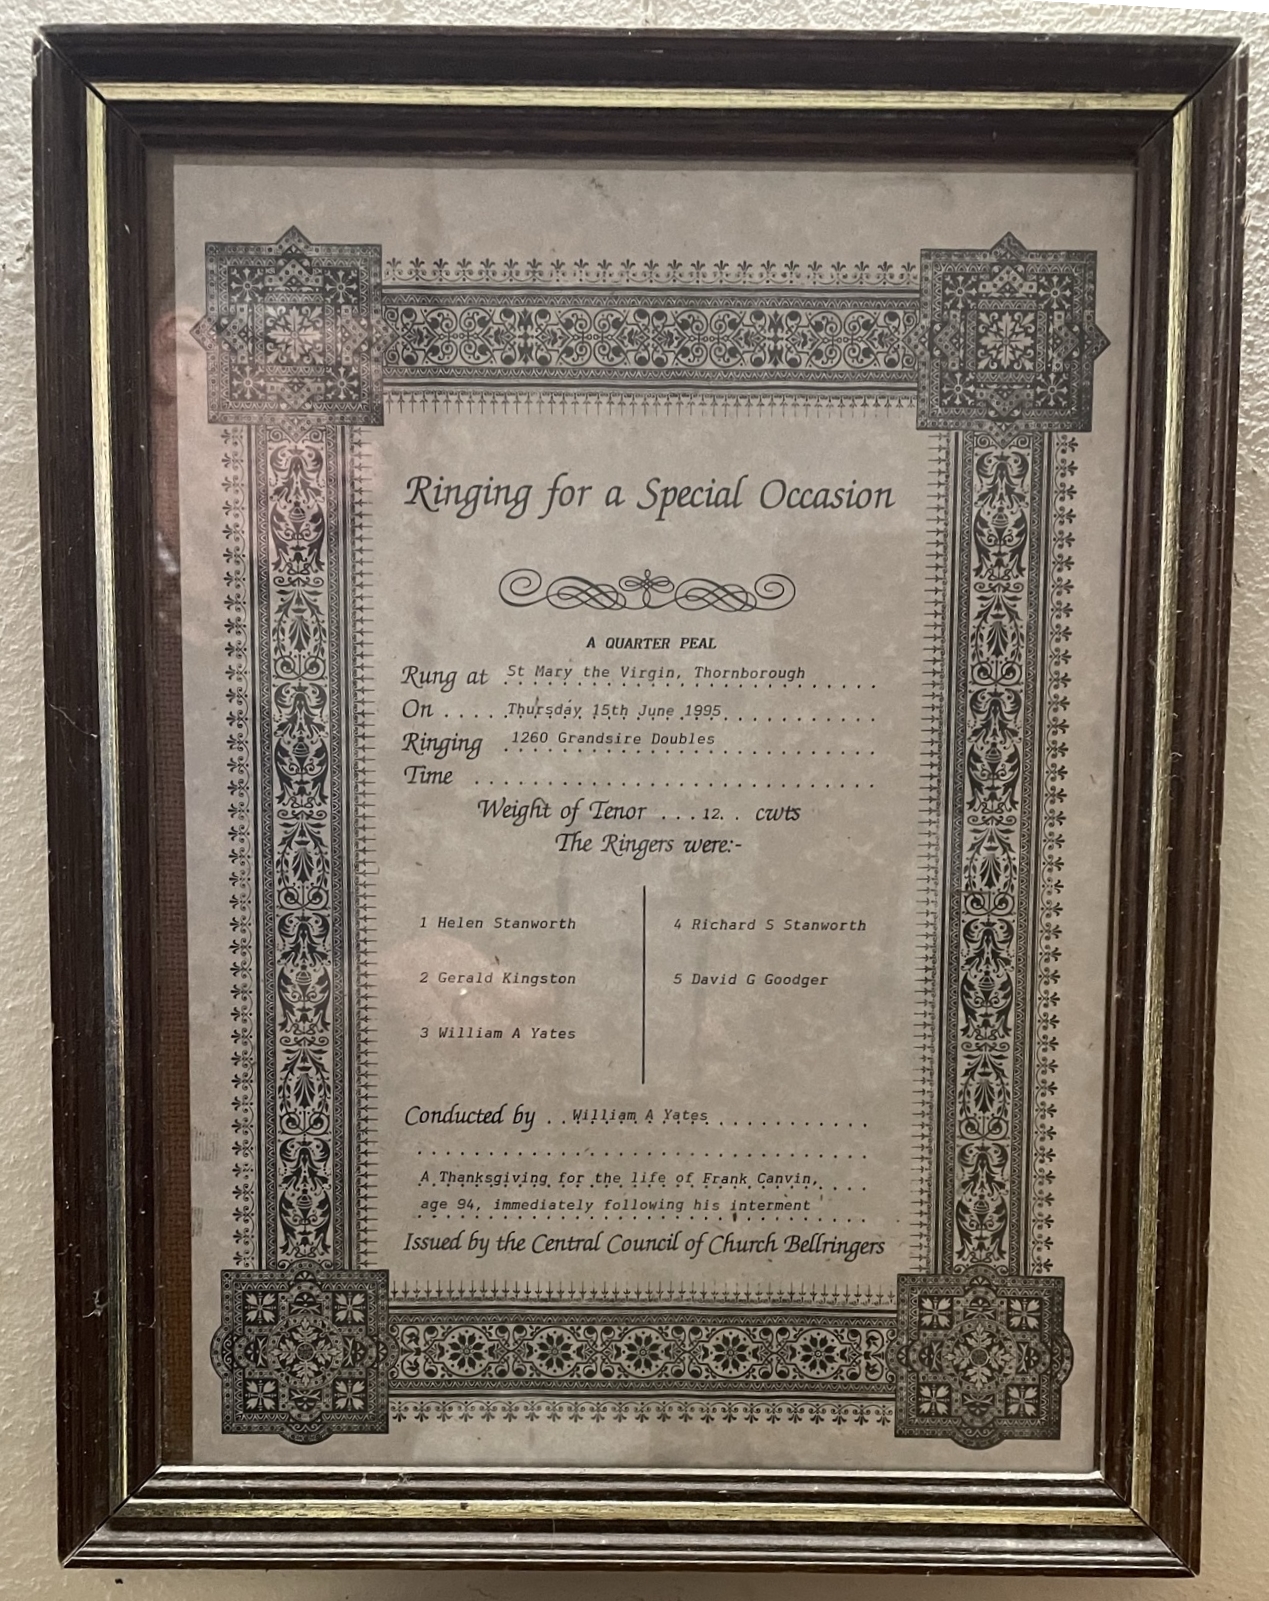 Ringing for a Special Occasion
A QUARTER PEAL
Rung at St Mary the Virgin, Thornborough
On .... Thursday 15th June 1995
Ringing 1260 Grandsire Doubles
Time
Weight of Tenor ... 12. . cwts
The Ringers were:-
1 Helen Stanworth
2 Gerald Kingston
3 William A Yates
4 Richard S Stanworth
5 David G Goodger
Conducted by .. William A Yates
A Thanksgiving for the life of Frank Canvin,
age 94, immediately following his interment
Issued by the Central Council of Church Bellringers